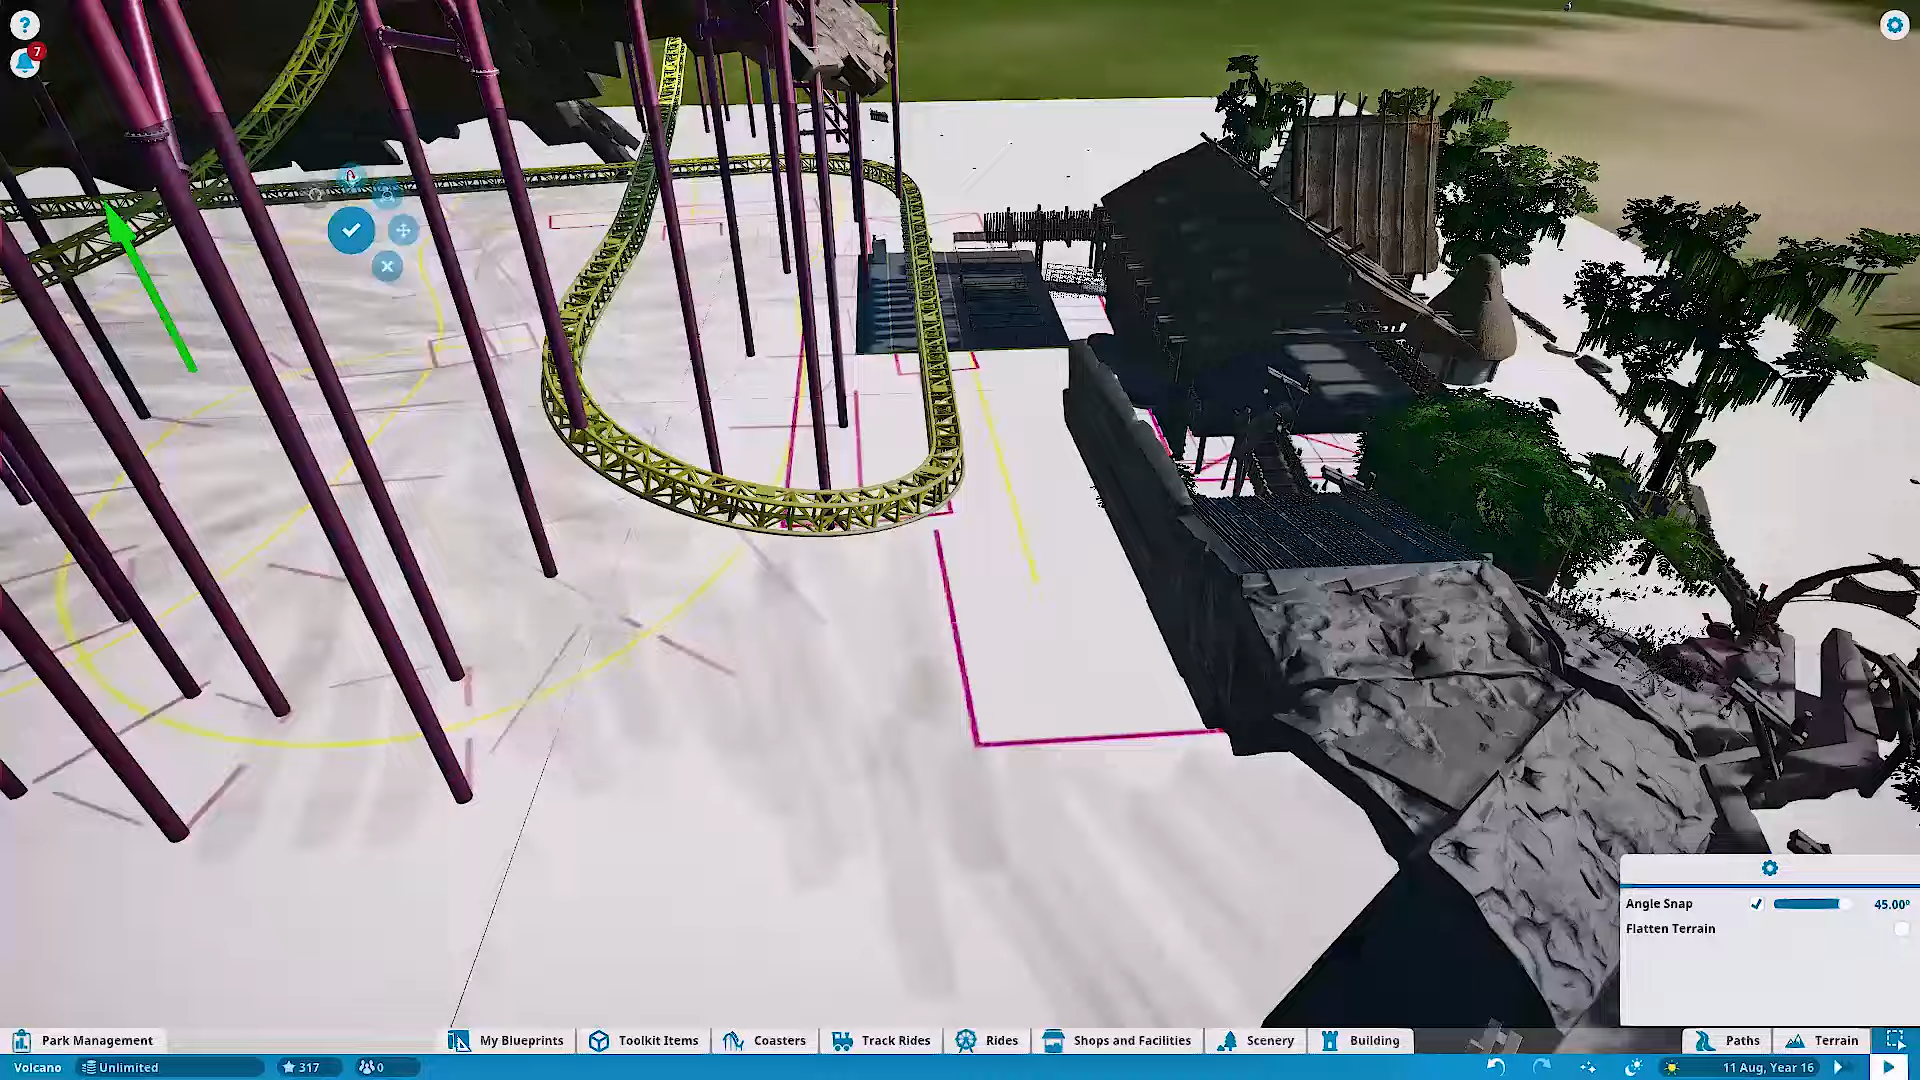 ?
7
Angle Snap 45.00º
Flatten Terrain
Park Management
My Blueprints
Toolkit Items
Coasters
Track Rides
Rides
Shops and Facilities
Scenery
Building
Paths
Terrain
Volcano
Unlimited
317
0
11 Aug, Year 16